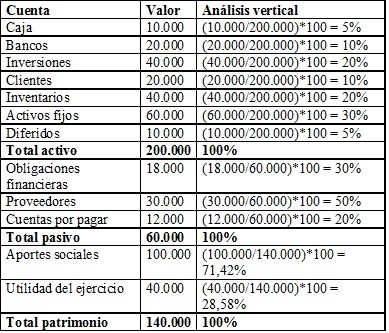 Cuenta Valor Análisis vertical
Caja 10.000 (10.000/200.000)*100 = 5%
Bancos 20.000 (20.000/200.000)*100 = 10%
Inversiones 40.000 (40.000/200.000)*100 = 20%
Clientes 20.000 (20.000/200.000)*100 = 10%
Inventarios 40.000 (40.000/200.000)*100 = 20%
Activos fijos 60.000 (60.000/200.000)*100 = 30%
Diferidos 10.000 (10.000/200.000)*100 = 5%
Total activo 200.000 100%
Obligaciones 18.000 (18.000/60.000)*100 = 30%
financieras
Proveedores 30.000 (30.000/60.000)*100 = 50%
Cuentas por pagar 12.000 (12.000/60.000)*100 = 20%
Total pasivo 60.000 100%
Aportes sociales 100.000 (100.000/140.000)*100 =
71,42%
Utilidad del ejercicio 40.000 (40.000/140.000)*100 =
28,58%
Total patrimonio 140.000 100%